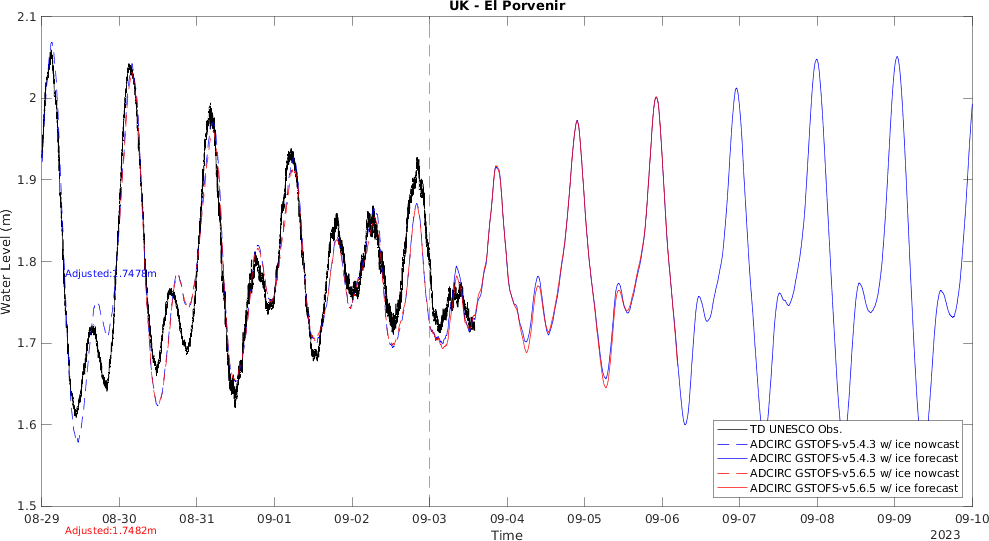 UK - El Porvenir
2.1
2
1.9
1.8
1.7
1.6
1.5
Water Level (m)
Adjusted:1.7478m
TD UNESCO Obs.
ADCIRC GSTOFS-v5.4.3 w/ ice nowcast
ADCIRC GSTOFS-v5.4.3 w/ ice forecast
ADCIRC GSTOFS-v5.6.5 w/ ice nowcast
ADCIRC GSTOFS-v5.6.5 w/ ice forecast
08-29 08-30 08-31 09-01 09-02 09-03 09-04 09-05 09-06 09-07 09-08 09-09 09-10
Adjusted:1.7482m
Time
2023